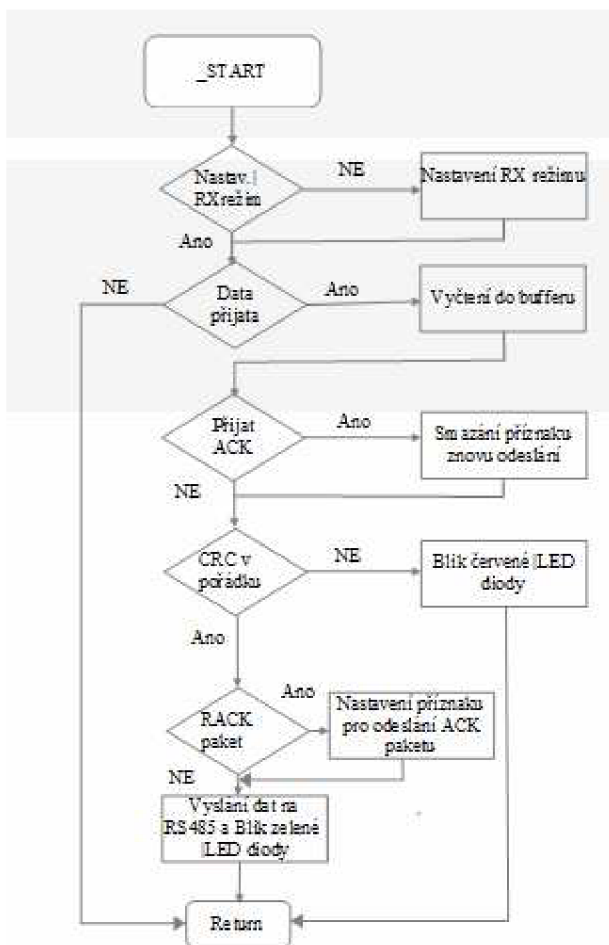 _START
Nastav.
RX režim
NE
Nastavení RX režimu
Ano
NE
Data
přijata
Ano
Vyčtení do bufferu
Přijat
ACK
Ano
Smazání příznaku
znovu odeslání
NE
CRC v
pořádku
NE
Blik červené LED
diody
Ano
RACK
paket
Ano
Nastavení příznaku
pro odeslání ACK
paketu
NE
Vyslání dat na
RS485 a Blik zelené
LED diody
Return